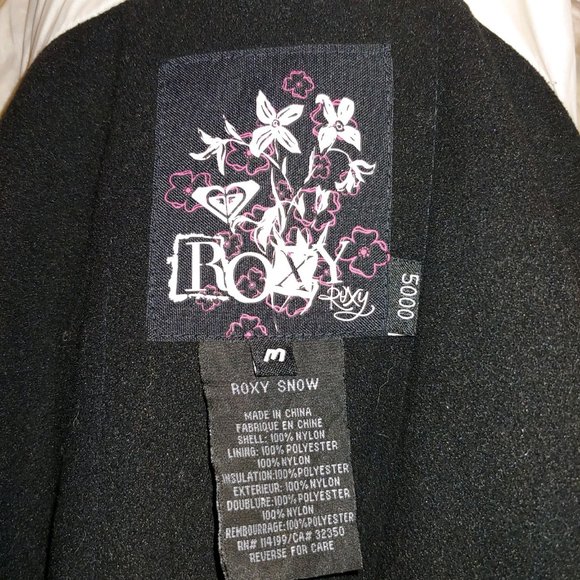 ROXY
Roxy
5000
M
ROXY SNOW
MADE IN CHINA
FABRIQUE EN CHINE
SHELL: 100% NYLON
LINING: 100% POLYESTER
100% NYLON
INSULATION:100%POLYESTER
EXTERIEUR: 100% NYLON
DOUBLURE: 100% POLYESTER
100% NYLON
REMBOURRAGE:100%POLYESTER
RN# 114199/CA# 32350
REVERSE FOR CARE